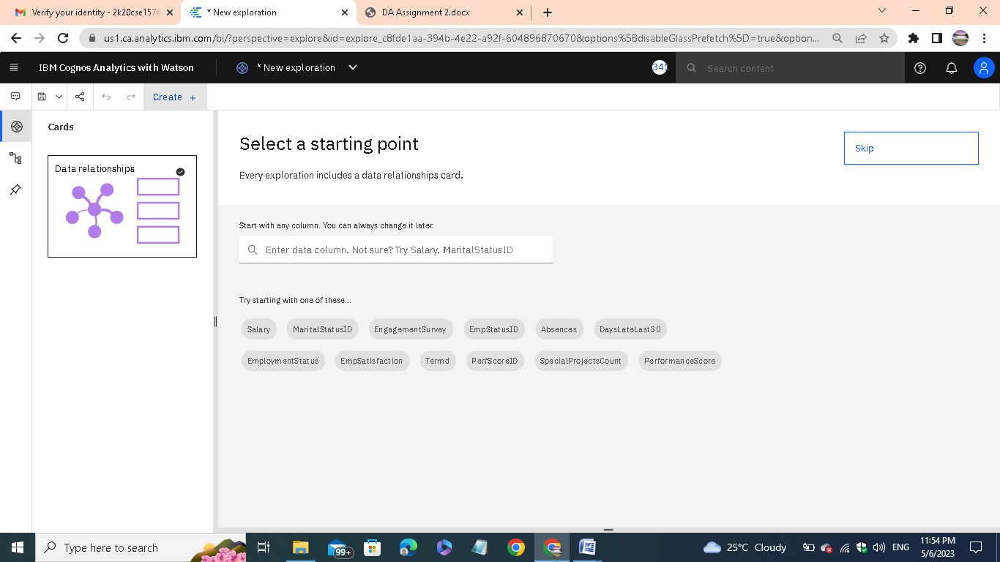 Verify your identity - 2k20cse157@
* New exploration
DA Assignment 2.docx
us1.ca.analytics.ibm.com/bi/?perspective=explore&id=explore_c8fde1aa-394b-4e22-a92f-604896870670&options%5BdisableGlassPrefetch%5D=true&option...
IBM Cognos Analytics with Watson
* New exploration
341
Search content
Create +
Cards
Data relationships
Select a starting point
Skip
Every exploration includes a data relationships card.
Start with any column. You can always change it later.
Enter data column. Not sure? Try Salary, MaritalStatusID
Try starting with one of these...
Salary MaritalStatusID EngagementSurvey EmpStatusID Absences DaysLateLast30
EmploymentStatus EmpSatisfaction Termd PerfScoreID SpecialProjectsCount PerformanceScore
Type here to search
99+
25°C Cloudy
ENG
11:54 PM
5/6/2023